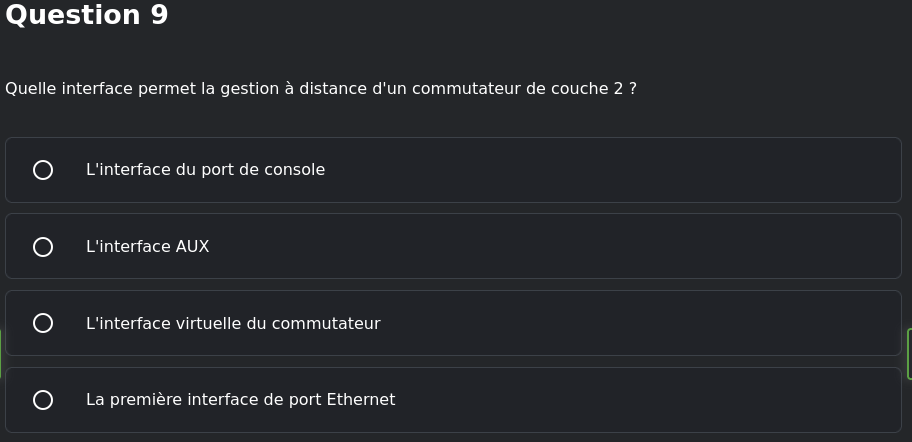 Question 9
Quelle interface permet la gestion à distance d'un commutateur de couche 2 ?
L'interface du port de console
L'interface AUX
L'interface virtuelle du commutateur
La première interface de port Ethernet